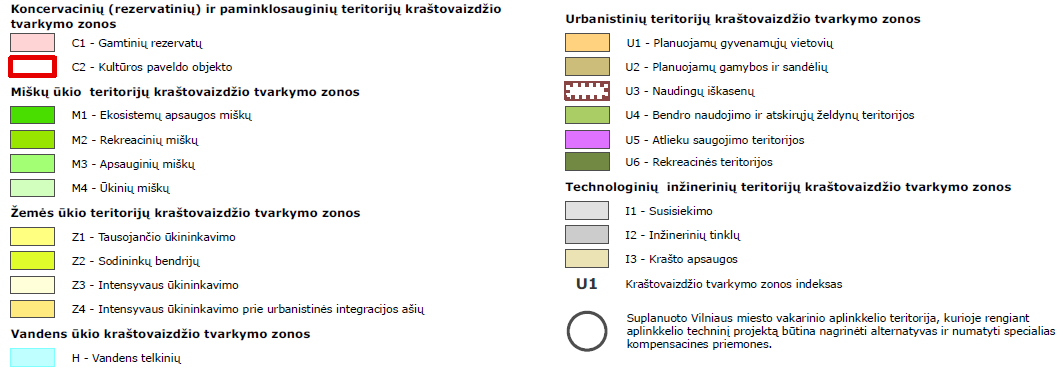 Koncervacinių (rezervatinių) ir paminklosauginių teritorijų kraštovaizdžio
tvarkymo zonos
C1 - Gamtinių rezervatų
C2 - Kultūros paveldo objekto
Miškų ūkio teritorijų kraštovaizdžio tvarkymo zonos
M1 - Ekosistemų apsaugos miškų
M2 - Rekreacinių miškų
M3 - Apsauginių miškų
M4 - Ūkinių miškų
Žemės ūkio teritorijų kraštovaizdžio tvarkymo zonos
Z1 - Tausojančio ūkininkavimo
Z2 - Sodininkų bendrijų
Z3 - Intensyvaus ūkininkavimo
Z4 - Intensyvaus ūkininkavimo prie urbanistinės integracijos ašių
Vandens ūkio kraštovaizdžio tvarkymo zonos
H - Vandens telkinių
Urbanistinių teritorijų kraštovaizdžio tvarkymo zonos
U1 - Planuojamų gyvenamųjų vietovių
U2 - Planuojamų gamybos ir sandėlių
U3 - Naudingų iškasenų
U4 - Bendro naudojimo ir atskirųjų želdynų teritorijos
U5 - Atlieku saugojimo teritorijos
U6 - Rekreacinės teritorijos
Technologinių inžinerinių teritorijų kraštovaizdžio tvarkymo zonos
I1 - Susisiekimo
I2 - Inžinerinių tinklų
I3 - Krašto apsaugos
U1 Kraštovaizdžio tvarkymo zonos indeksas
Suplanuoto Vilniaus miesto vakarinio aplinkkelio teritorija, kurioje rengiant
aplinkkelio techninį projektą būtina nagrinėti alternatyvas ir numatyti specialias
kompensacines priemones.